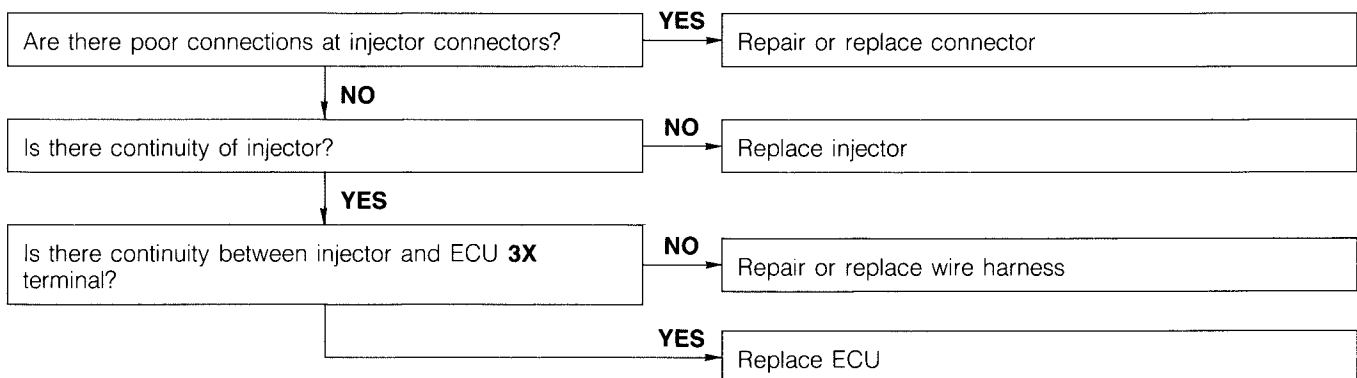 Are there poor connections at injector connectors?
YES
Repair or replace connector
NO
Is there continuity of injector?
NO
Replace injector
YES
Is there continuity between injector and ECU 3X
terminal?
NO
Repair or replace wire harness
YES
Replace ECU